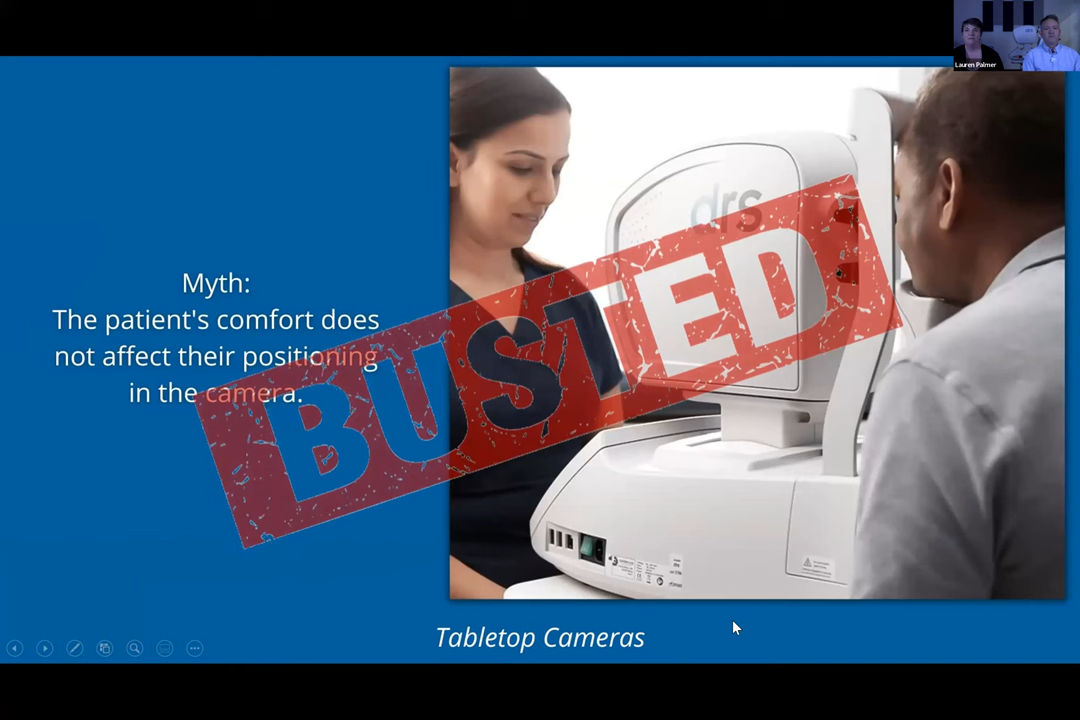 Lauren Palmer
drs
Myth:
The patient's comfort does
not affect their positioning
in the camera.
BUSTED
Tabletop Cameras